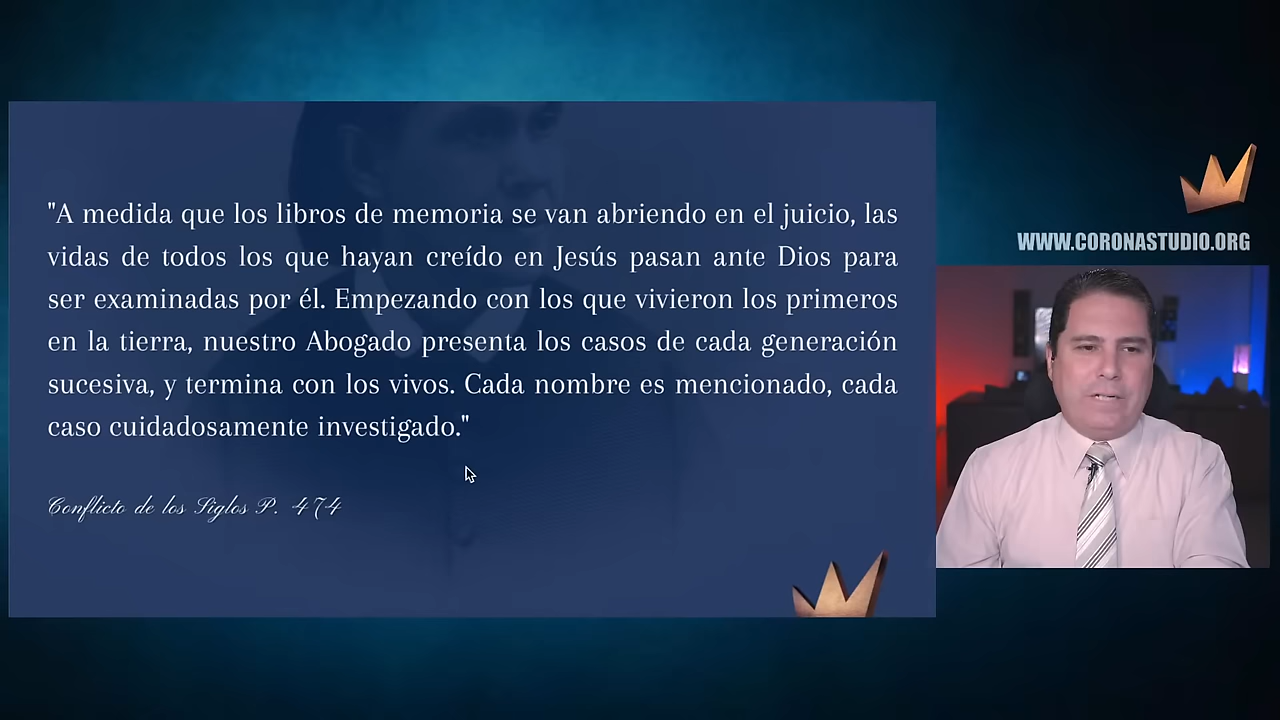 "A medida que los libros de memoria se van abriendo en el juicio, las
vidas de todos los que hayan creído en Jesús pasan ante Dios para
ser examinadas por él. Empezando con los que vivieron los primeros
en la tierra, nuestro Abogado presenta los casos de cada generación
sucesiva, y termina con los vivos. Cada nombre es mencionado, cada
caso cuidadosamente investigado."
Conflicto de los Siglos P. 474
WWW.CORONASTUDIO.ORG